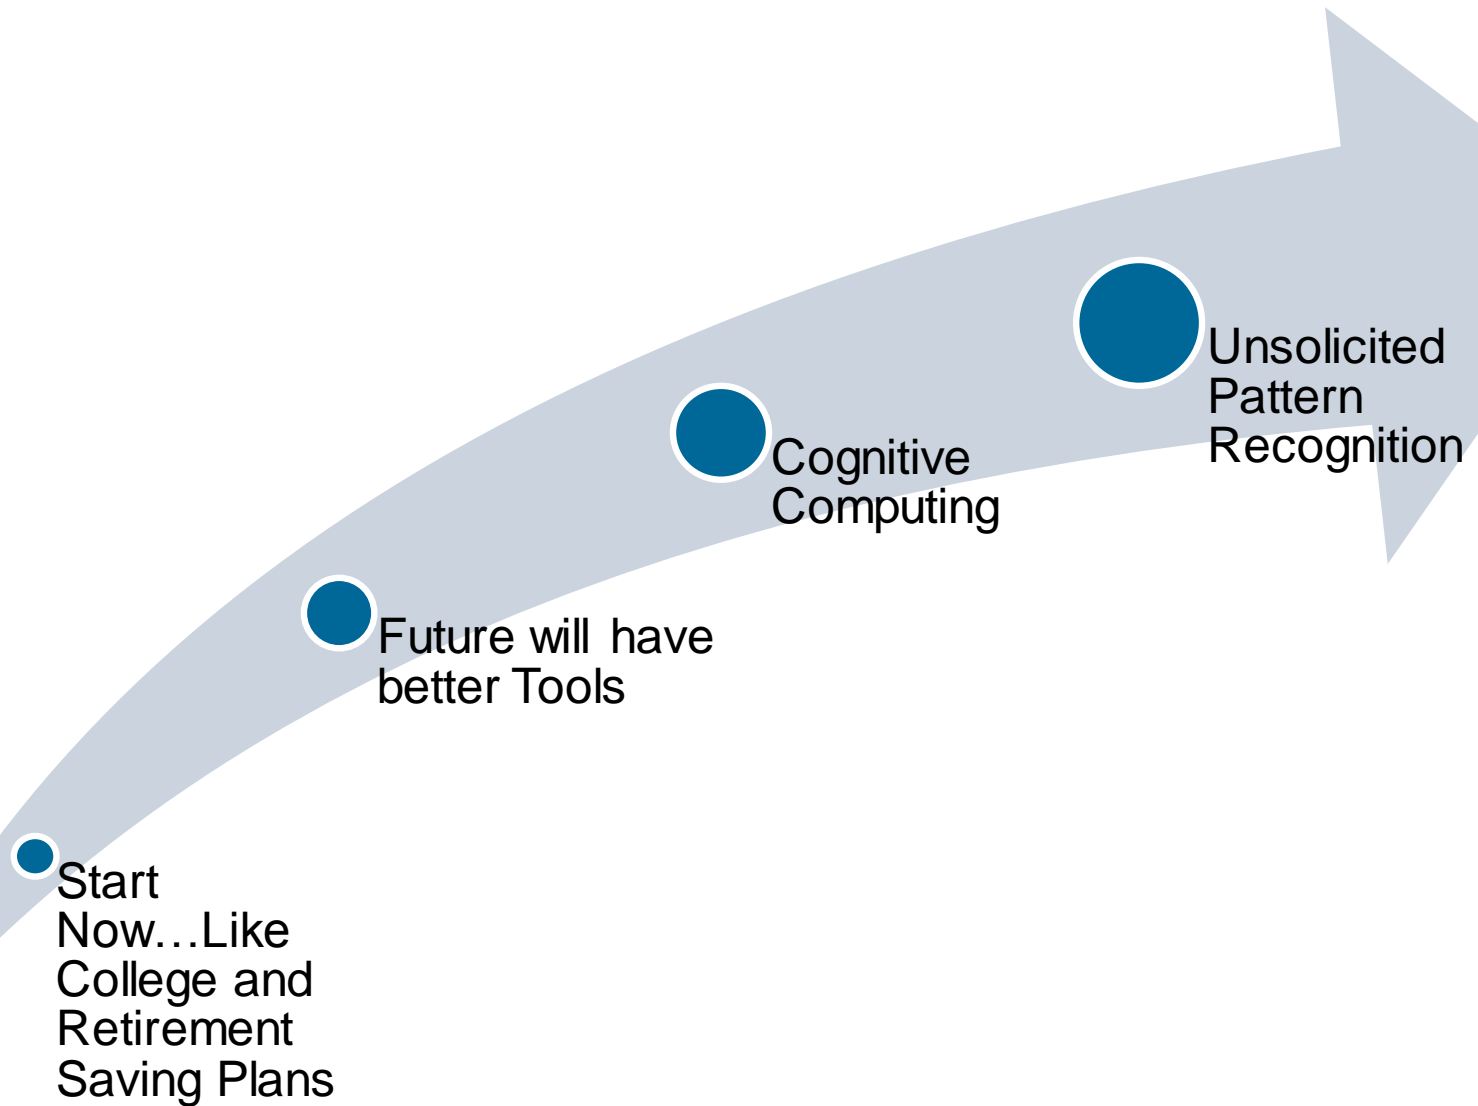 Start
Now…Like
College and
Retirement
Saving Plans
Future will have
better Tools
Cognitive
Computing
Unsolicited
Pattern
Recognition